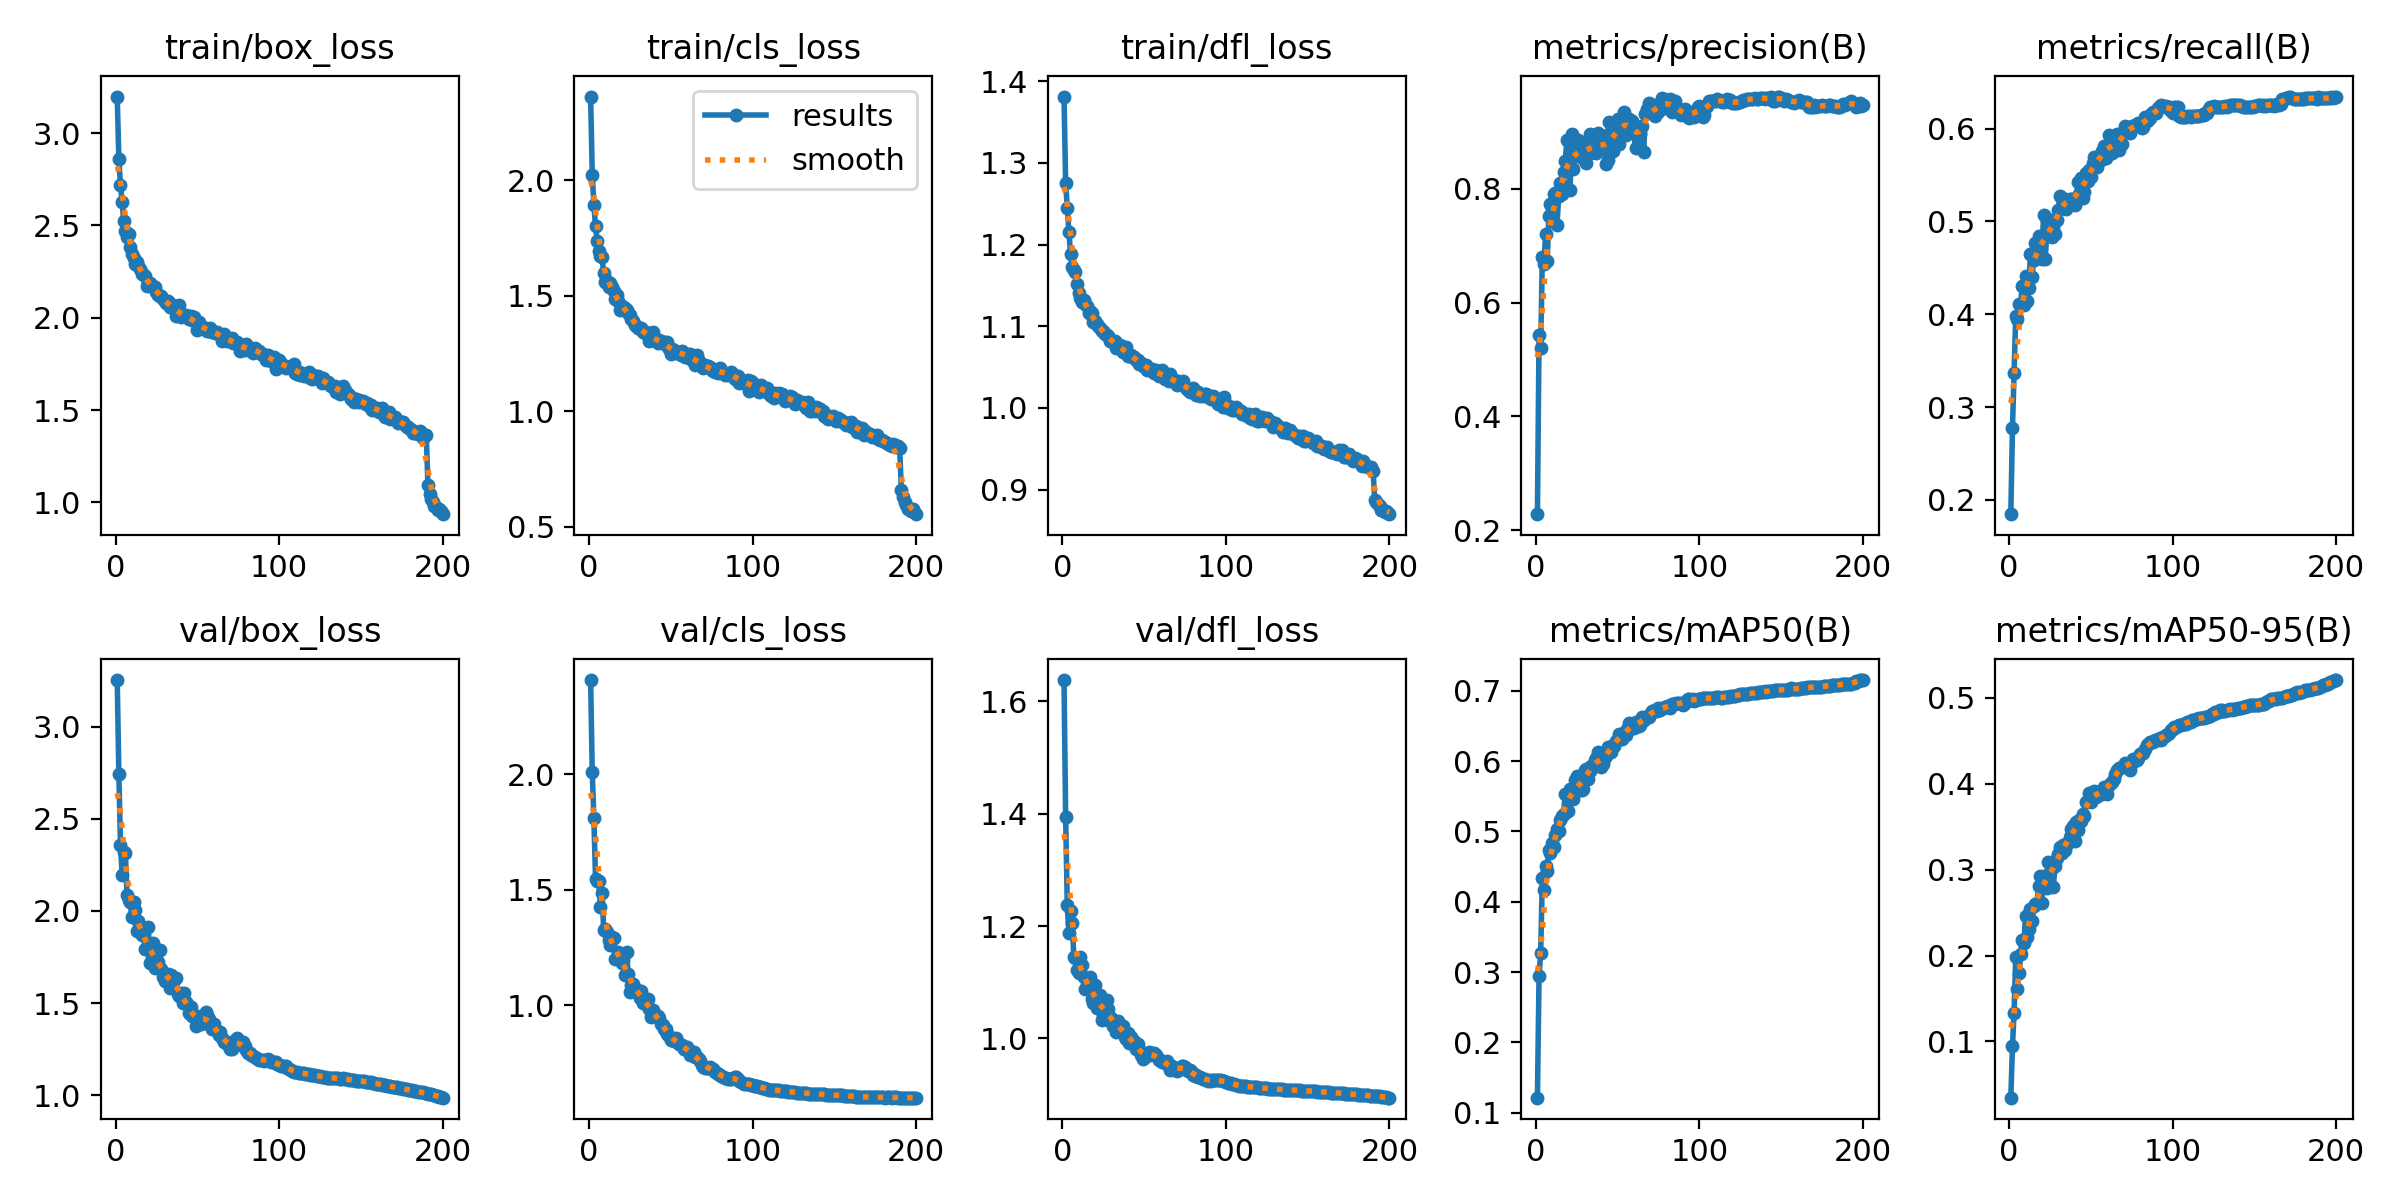 train/box_loss
3.0
2.5
2.0
1.5
1.0
0 100 200
train/cls_loss
results
smooth
2.0
1.5
1.0
0.5
0 100 200
train/dfl_loss
1.4
1.3
1.2
1.1
1.0
0.9
0 100 200
metrics/precision(B)
0.8
0.6
0.4
0.2
0 100 200
metrics/recall(B)
0.6
0.5
0.4
0.3
0.2
0 100 200
val/box_loss
3.0
2.5
2.0
1.5
1.0
0 100 200
val/cls_loss
2.0
1.5
1.0
0 100 200
val/dfl_loss
1.6
1.4
1.2
1.0
0 100 200
metrics/mAP50(B)
0.7
0.6
0.5
0.4
0.3
0.2
0.1
0 100 200
metrics/mAP50-95(B)
0.5
0.4
0.3
0.2
0.1
0 100 200